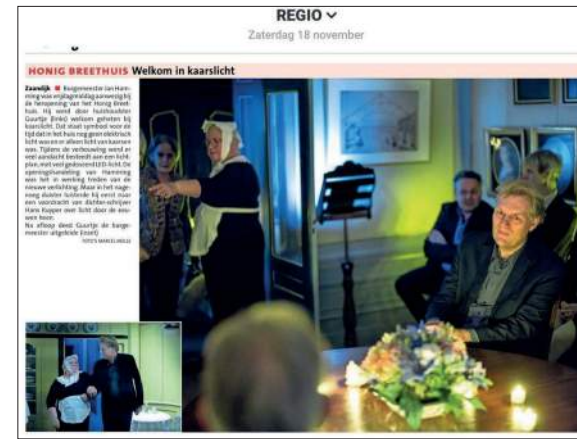 REGIO
Zaterdag 18 november
HONIG BREETHUIS Welkom in kaarslicht
Zaandijk ■ Burgemeester Jan Ham-
ming was vrijdagmiddag aanwezig bij
de heropening van het Honig Breet-
huis. Hij werd door huishoudster
Guurtje (links) welkom geheten bij
kaarslicht. Dat staat symbool voor de
tijd dat in het huis nog geen elektrisch
licht was en er alleen licht van kaarsen
was. Tijdens de verbouwing werd er
veel aandacht besteedt aan een licht-
plan, met veel gedoseerd LED-licht. De
openingshandeling van Hamming
was het in werking treden van de
nieuwe verlichting. Maar in het nage-
noeg duister luisterde hij eerst naar
een voordracht van dichter-schrijver
Hans Kuyper over licht door de eeu-
wen heen.
Na afloop deed Guurtje de burge-
meester uitgeleide (inzet)
FOTO'S MARCEL MOLLE